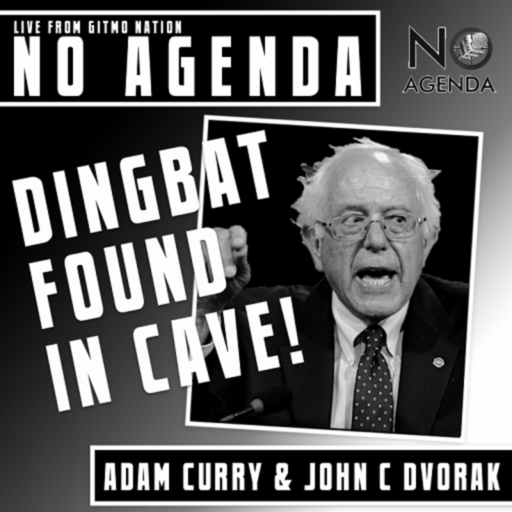 LIVE FROM GITMO NATION
NO AGENDA
NO
AGENDA
DINGBAT
FOUND
IN CAVE!
ADAM CURRY & JOHN C DVORAK